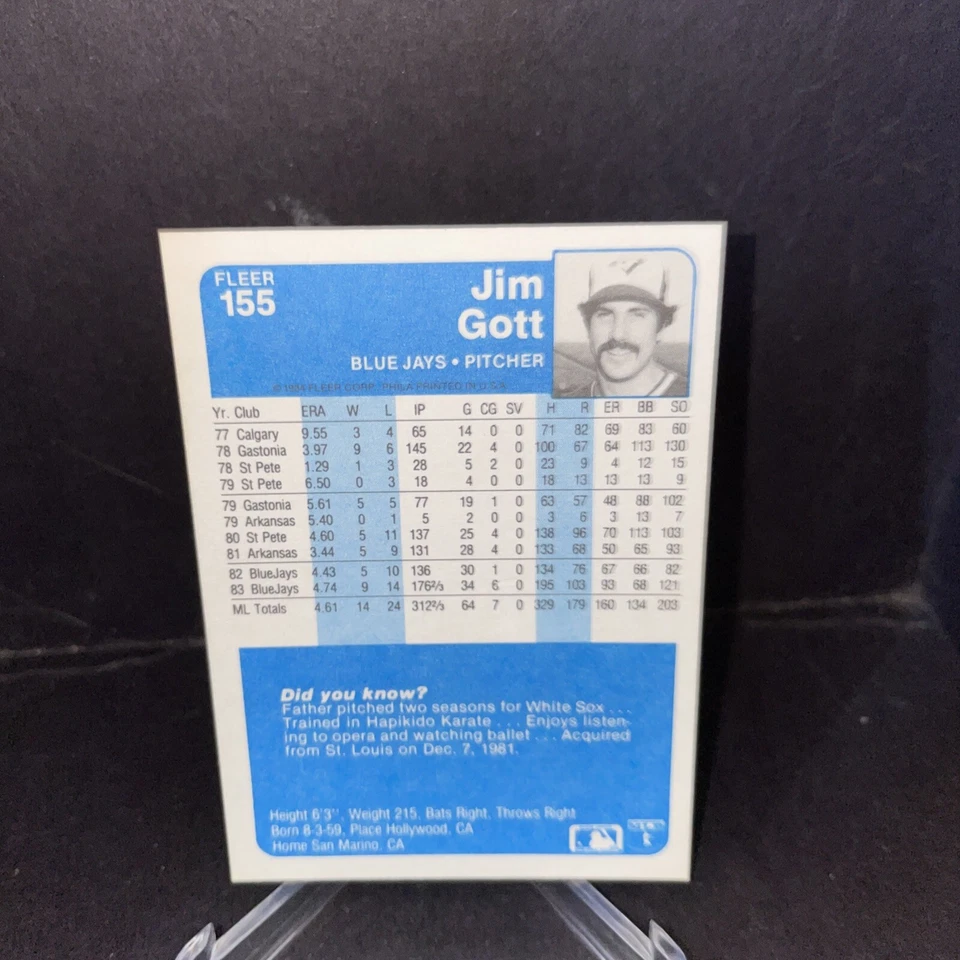 FLEER
155
Jim
Gott
BLUE JAYS • PITCHER
© 1984 FLEER CORP., PHILA PRINTED IN U.S.A.
Yr. Club ERA W L IP G CG SV H R ER BB SO
77 Calgary 9.55 3 4 65 14 0 0 71 82 69 83 60
78 Gastonia 3.97 9 6 145 22 4 0 100 67 64 113 130
78 St Pete 1.29 1 3 28 5 2 0 23 9 4 12 15
79 St Pete 6.50 0 3 18 4 0 0 18 13 13 13 9
79 Gastonia 5.61 5 5 77 19 1 0 63 57 48 88 102
79 Arkansas 5.40 0 1 5 2 0 0 3 6 3 13 7
80 St Pete 4.60 5 11 137 25 4 0 138 96 70 113 103
81 Arkansas 3.44 5 9 131 28 4 0 133 68 50 65 93
82 BlueJays 4.43 5 10 136 30 1 0 134 76 67 66 82
83 BlueJays 4.74 9 14 176⅔ 34 6 0 195 103 93 68 121
ML Totals 4.61 14 24 312⅔ 64 7 0 329 179 160 134 203
Did you know?
Father pitched two seasons for White Sox ...
Trained in Hapikido Karate ... Enjoys listen-
ing to opera and watching ballet ... Acquired
from St. Louis on Dec. 7, 1981.
Height 6'3'', Weight 215, Bats Right, Throws Right
Born 8-3-59, Place Hollywood, CA
Home San Marino, CA